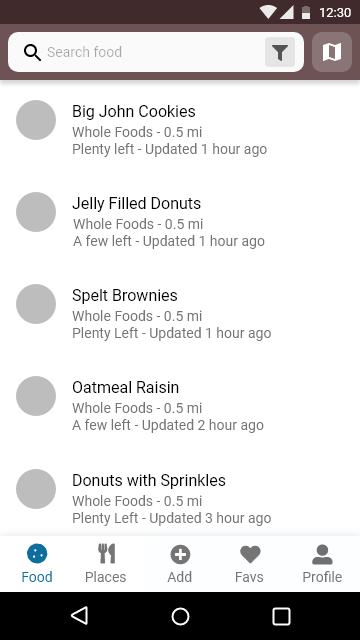 12:30
Search food
Big John Cookies
Whole Foods - 0.5 mi
Plenty left - Updated 1 hour ago
Jelly Filled Donuts
Whole Foods - 0.5 mi
A few left - Updated 1 hour ago
Spelt Brownies
Whole Foods - 0.5 mi
Plenty Left - Updated 1 hour ago
Oatmeal Raisin
Whole Foods - 0.5 mi
A few left - Updated 2 hour ago
Donuts with Sprinkles
Whole Foods - 0.5 mi
Plenty Left - Updated 3 hour ago
Food Places Add Favs Profile